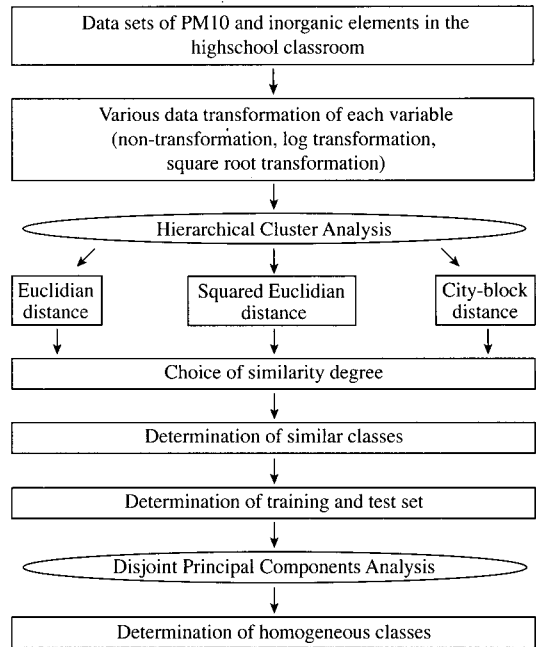 Data sets of PM10 and inorganic elements in the
highschool classroom
Various data transformation of each variable
(non-transformation, log transformation,
square root transformation)
Hierarchical Cluster Analysis
Euclidian
distance
Squared Euclidian
distance
City-block
distance
Choice of similarity degree
Determination of similar classes
Determination of training and test set
Disjoint Principal Components Analysis
Determination of homogeneous classes